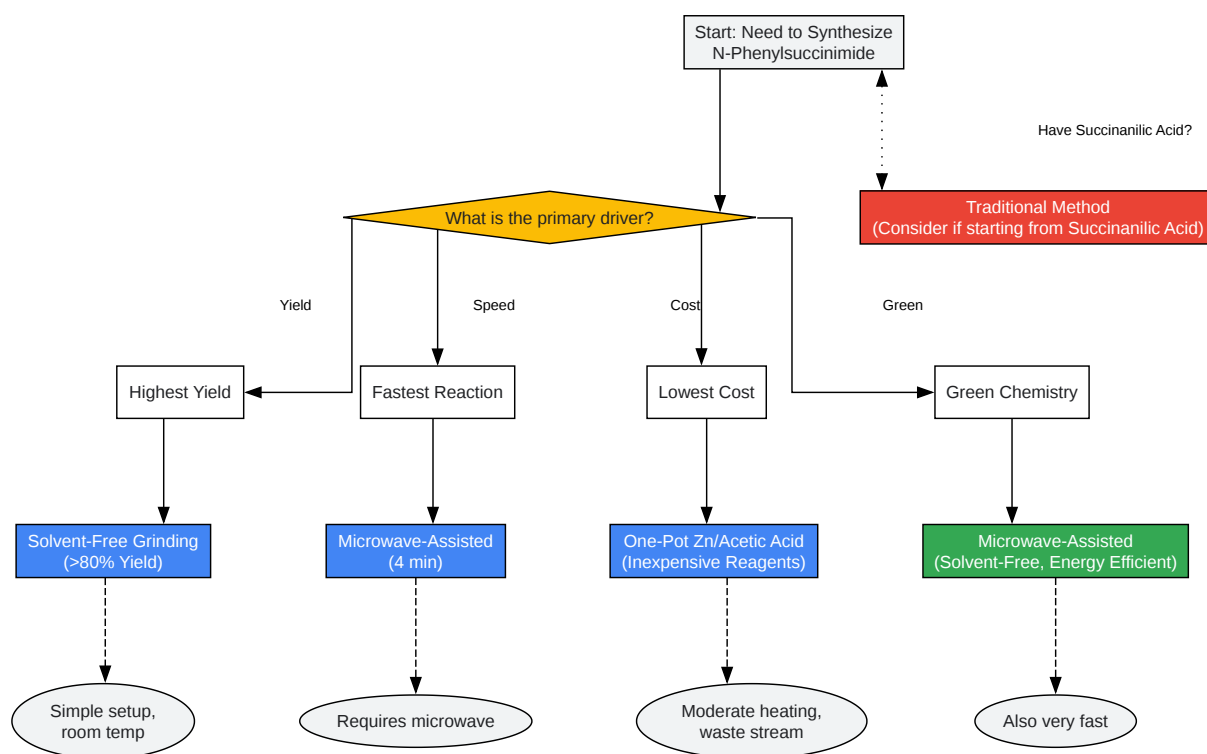 Start: Need to Synthesize
N-Phenylsuccinimide
Have Succinanilic Acid?
Traditional Method
(Consider if starting from Succinanilic Acid)
What is the primary driver?
Yield
Speed
Cost
Green
Highest Yield
Fastest Reaction
Lowest Cost
Green Chemistry
Solvent-Free Grinding
(>80% Yield)
Microwave-Assisted
(4 min)
One-Pot Zn/Acetic Acid
(Inexpensive Reagents)
Microwave-Assisted
(Solvent-Free, Energy Efficient)
Simple setup,
room temp
Requires microwave
Moderate heating,
waste stream
Also very fast